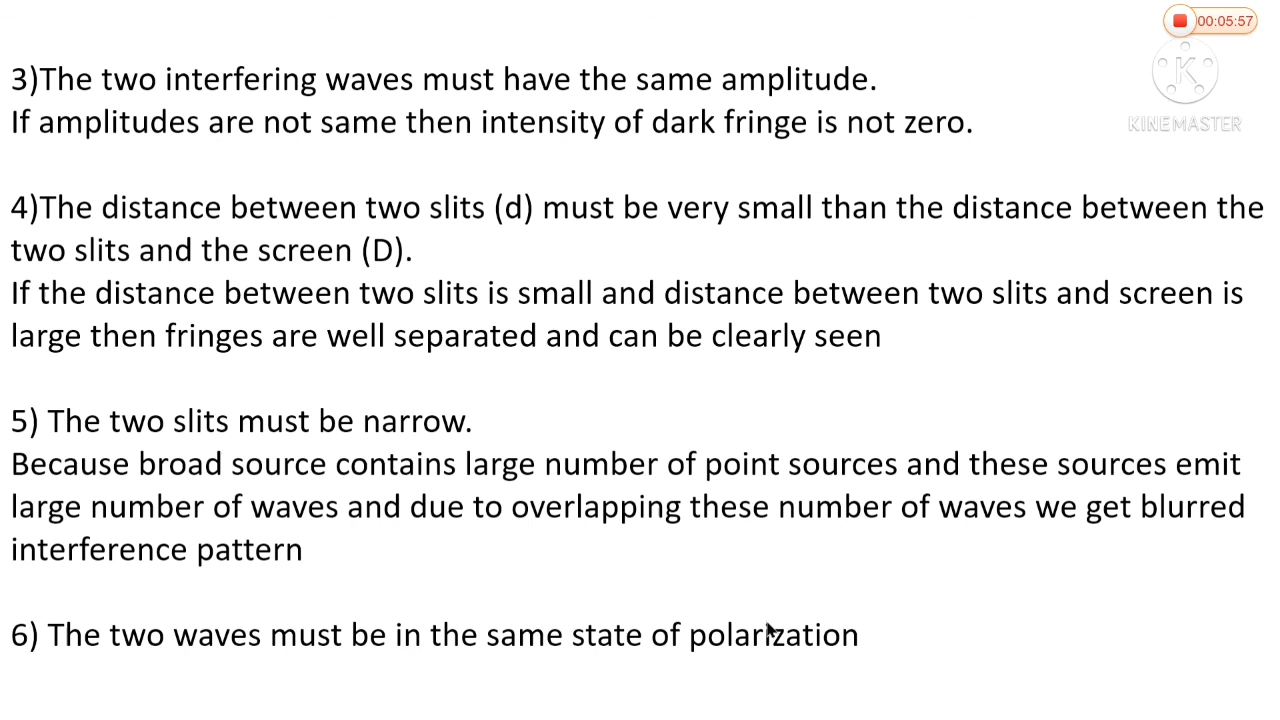 00:05:57
K
KINEMASTER
3)The two interfering waves must have the same amplitude.
If amplitudes are not same then intensity of dark fringe is not zero.
4)The distance between two slits (d) must be very small than the distance between the
two slits and the screen (D).
If the distance between two slits is small and distance between two slits and screen is
large then fringes are well separated and can be clearly seen
5) The two slits must be narrow.
Because broad source contains large number of point sources and these sources emit
large number of waves and due to overlapping these number of waves we get blurred
interference pattern
6) The two waves must be in the same state of polarization